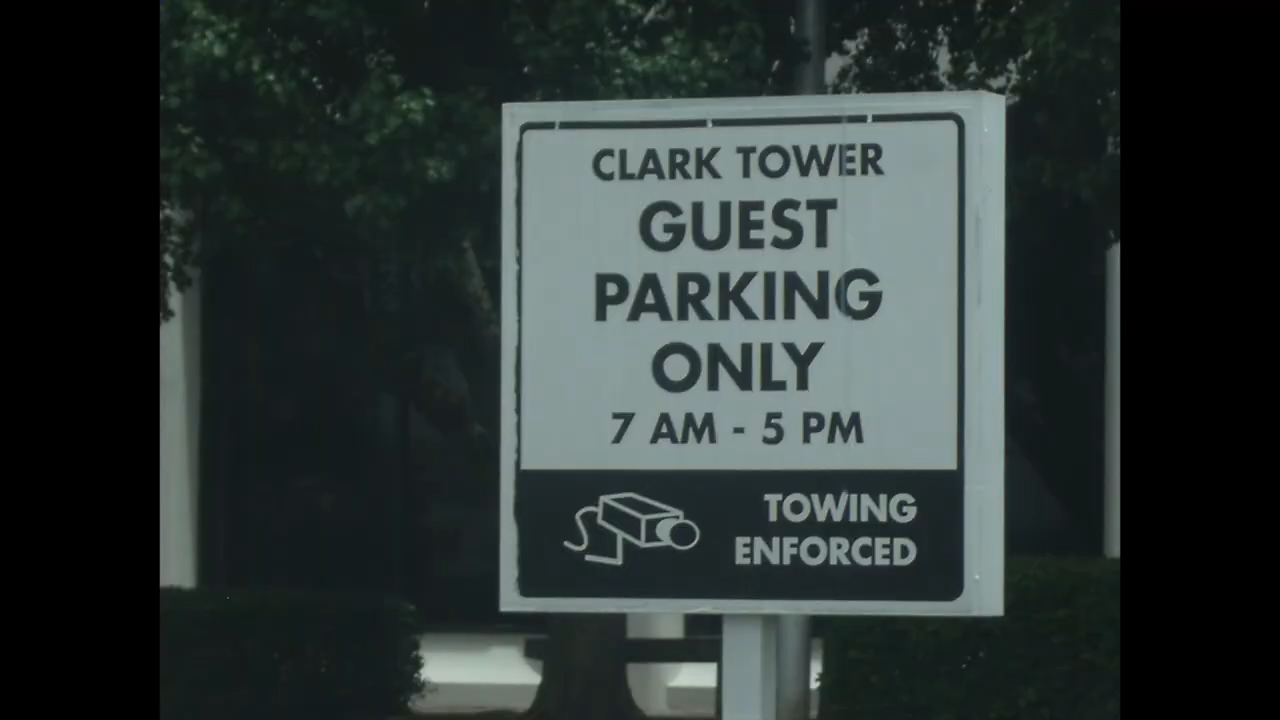 CLARK TOWER
GUEST
PARKING
ONLY
7 AM - 5 PM
TOWING
ENFORCED